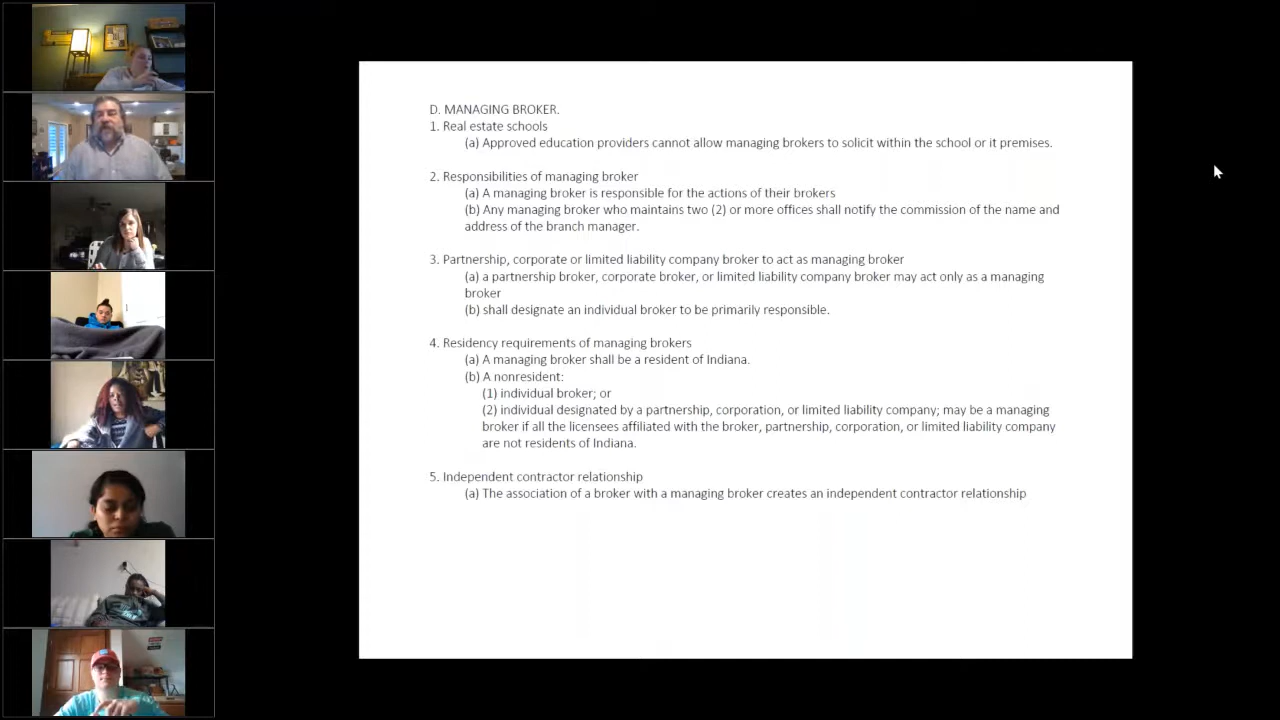 D. MANAGING BROKER.
1. Real estate schools
(a) Approved education providers cannot allow managing brokers to solicit within the school or it premises.
2. Responsibilities of managing broker
(a) A managing broker is responsible for the actions of their brokers
(b) Any managing broker who maintains two (2) or more offices shall notify the commission of the name and
address of the branch manager.
3. Partnership, corporate or limited liability company broker to act as managing broker
(a) a partnership broker, corporate broker, or limited liability company broker may act only as a managing
broker
(b) shall designate an individual broker to be primarily responsible.
4. Residency requirements of managing brokers
(a) A managing broker shall be a resident of Indiana.
(b) A nonresident:
(1) individual broker; or
(2) individual designated by a partnership, corporation, or limited liability company; may be a managing
broker if all the licensees affiliated with the broker, partnership, corporation, or limited liability company
are not residents of Indiana.
5. Independent contractor relationship
(a) The association of a broker with a managing broker creates an independent contractor relationship